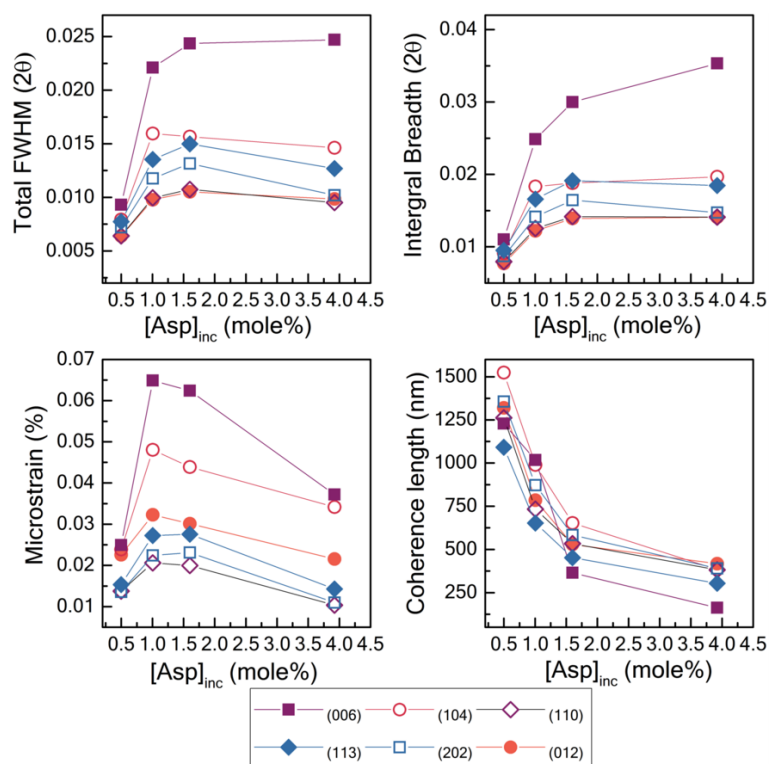 Total FWHM (2θ)
0.025
0.020
0.015
0.010
0.005
0.5 1.0 1.5 2.0 2.5 3.0 3.5 4.0 4.5
[Asp]inc (mole%)
Intergral Breadth (2θ)
0.04
0.03
0.02
0.01
0.5 1.0 1.5 2.0 2.5 3.0 3.5 4.0 4.5
[Asp]inc (mole%)
Microstrain (%)
0.07
0.06
0.05
0.04
0.03
0.02
0.01
0.5 1.0 1.5 2.0 2.5 3.0 3.5 4.0 4.5
[Asp]inc (mole%)
Coherence length (nm)
1500
1250
1000
750
500
250
0.5 1.0 1.5 2.0 2.5 3.0 3.5 4.0 4.5
[Asp]inc (mole%)
(006) (104) (110)
(113) (202) (012)